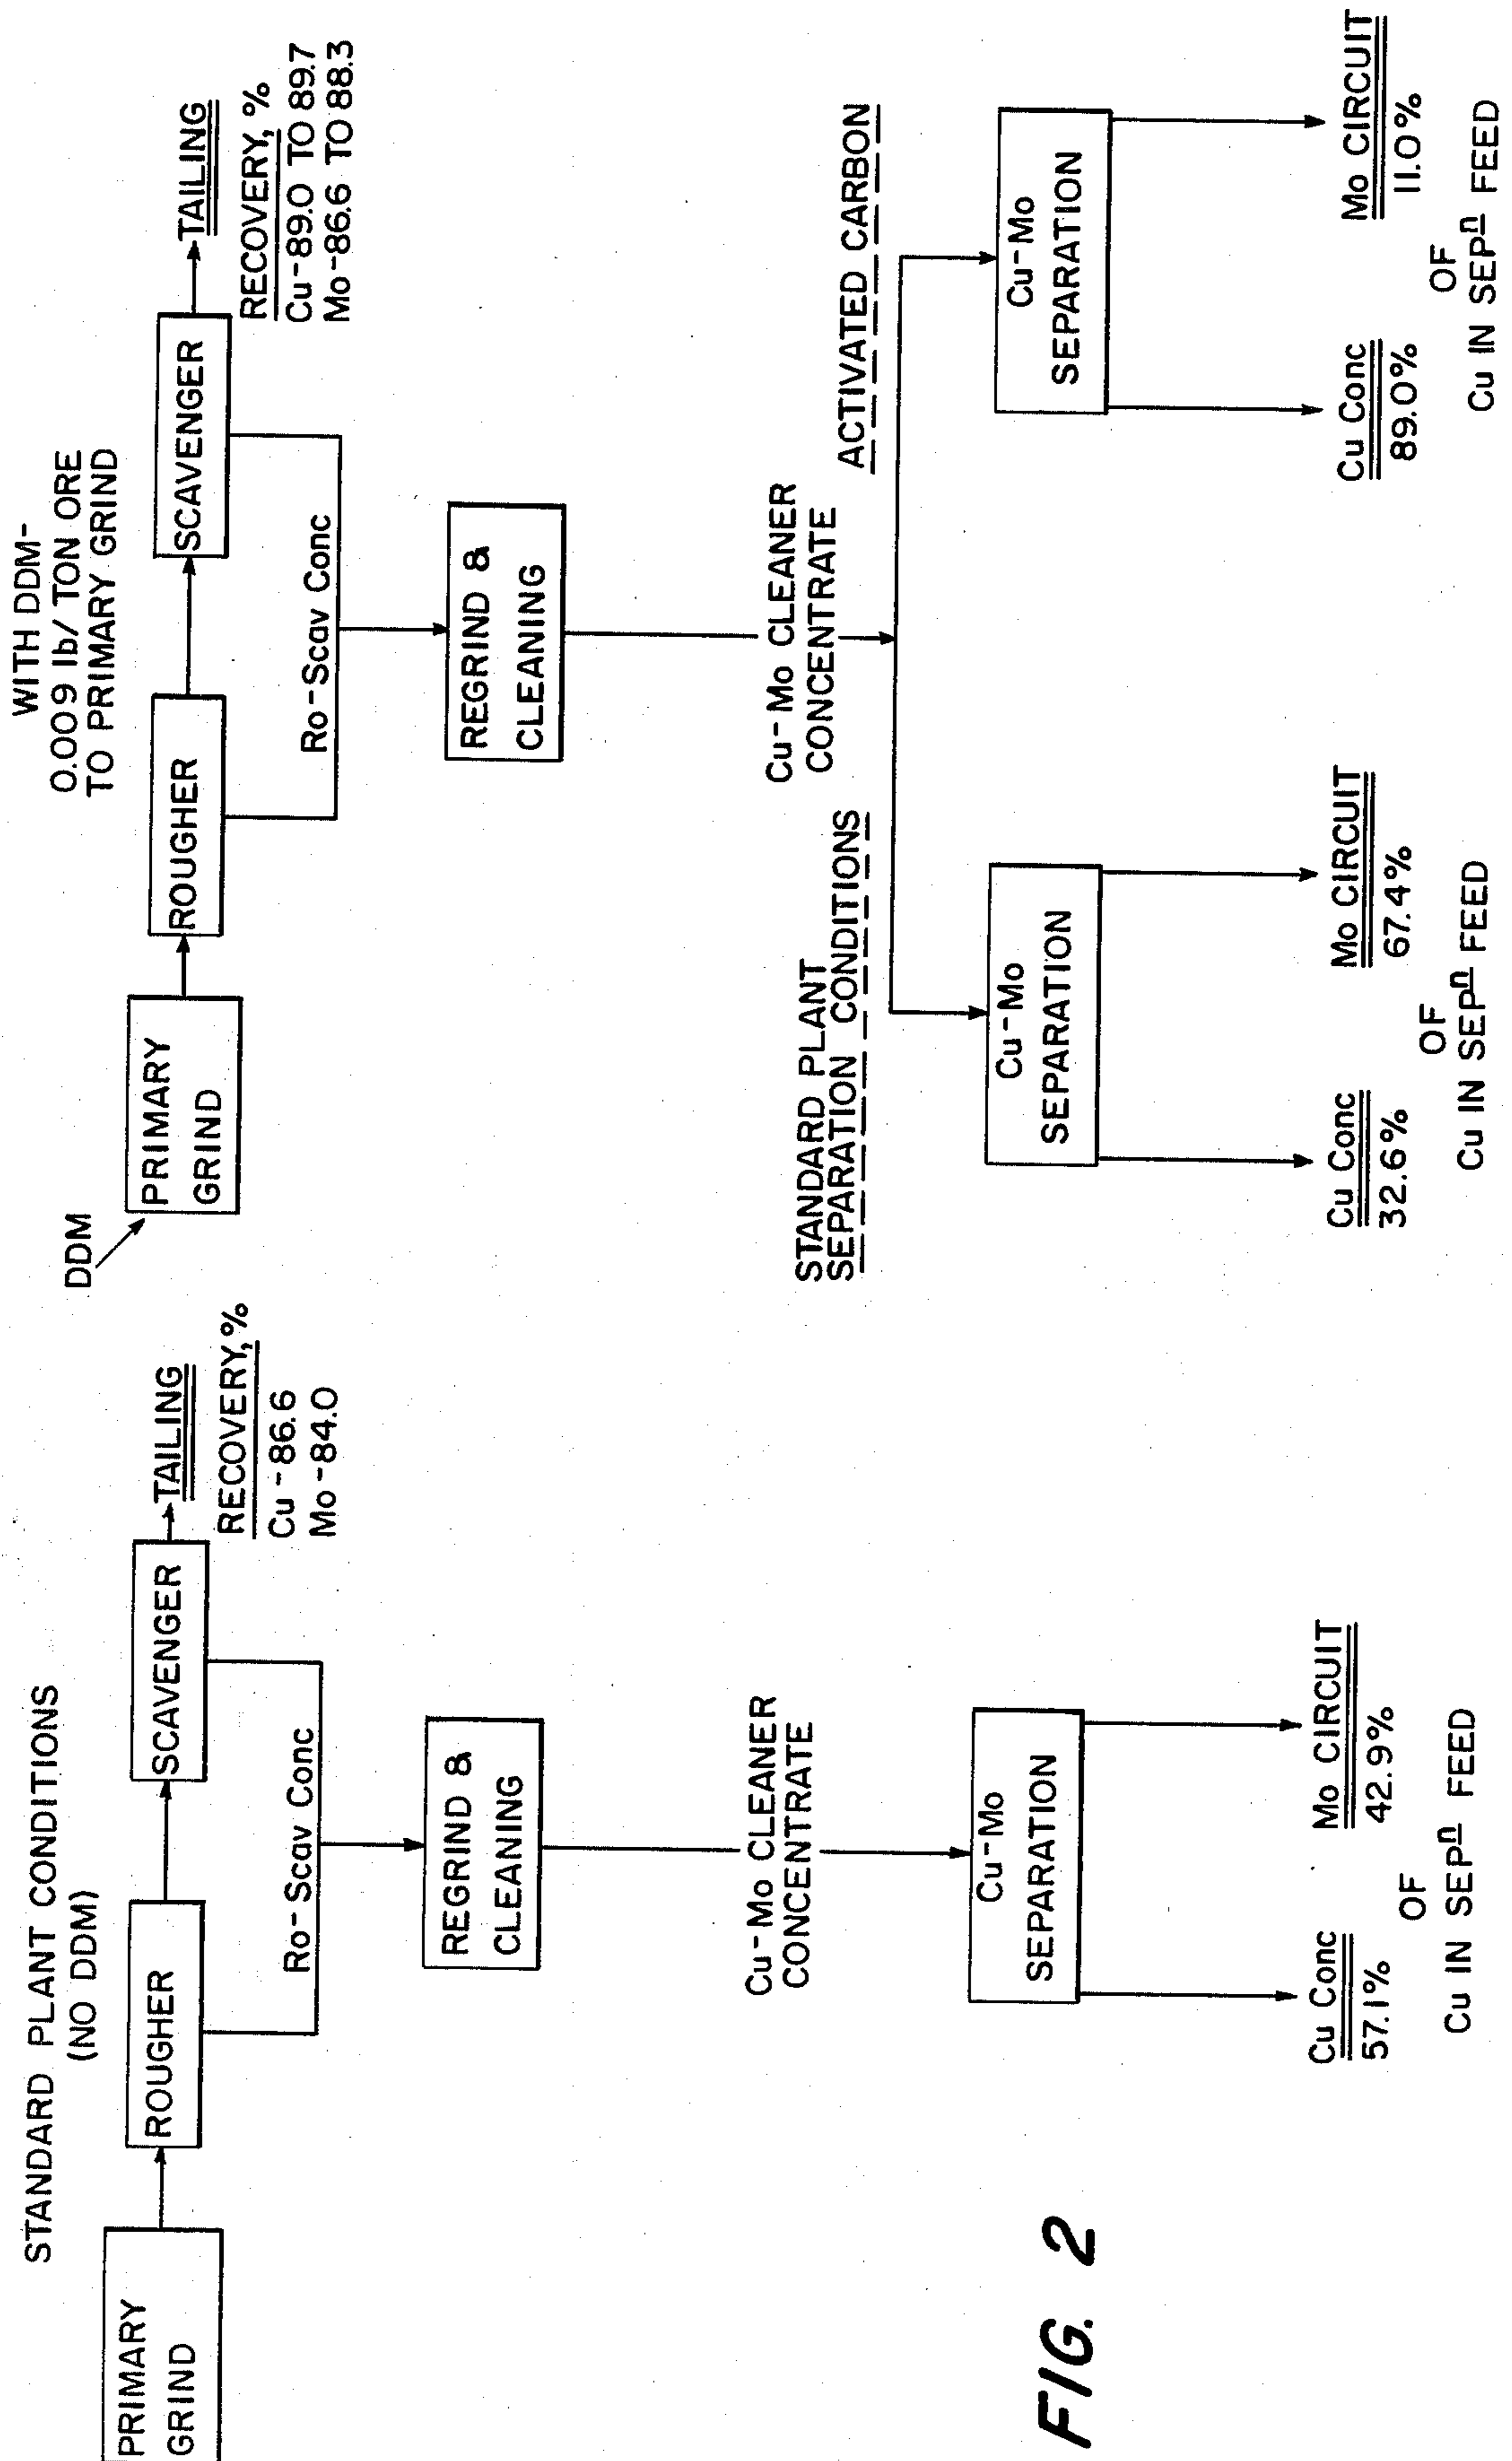 STANDARD PLANT CONDITIONS
(NO DDM)
PRIMARY
GRIND
ROUGHER
SCAVENGER
TAILING
RECOVERY, %
Cu-86.6
Mo-84.0
Ro-Scav Conc
REGRIND &
CLEANING
Cu-Mo CLEANER
CONCENTRATE
Cu-Mo
SEPARATION
Cu Conc
57.1%
Mo CIRCUIT
42.9%
OF
Cu IN SEPⁿ FEED
WITH DDM-
0.009 lb/ TON ORE
TO PRIMARY GRIND
DDM
PRIMARY
GRIND
ROUGHER
SCAVENGER
TAILING
RECOVERY, %
Cu-89.0 TO 89.7
Mo-86.6 TO 88.3
Ro-Scav Conc
REGRIND &
CLEANING
Cu-Mo CLEANER
CONCENTRATE
STANDARD PLANT
SEPARATION CONDITIONS
ACTIVATED CARBON
Cu-Mo
SEPARATION
Cu Conc
32.6%
Mo CIRCUIT
67.4%
OF
Cu IN SEPⁿ FEED
Cu-Mo
SEPARATION
Cu Conc
89.0%
Mo CIRCUIT
11.0%
OF
Cu IN SEPⁿ FEED
FIG. 2